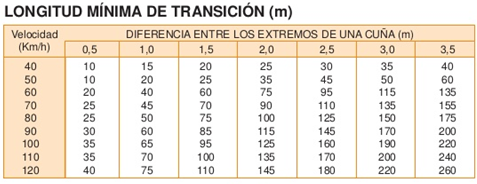 LONGITUD MÍNIMA DE TRANSICIÓN (m)
Velocidad (Km/h) DIFERENCIA ENTRE LOS EXTREMOS DE UNA CUÑA (m)
0,5 1,0 1,5 2,0 2,5 3,0 3,5
40 10 15 20 25 30 35 40
50 10 20 25 35 45 50 60
60 20 40 60 75 95 115 135
70 25 45 70 90 110 135 155
80 25 50 75 100 125 150 175
90 30 60 85 115 145 170 200
100 35 65 95 125 160 190 220
110 35 70 100 135 170 200 240
120 40 75 110 145 180 220 260